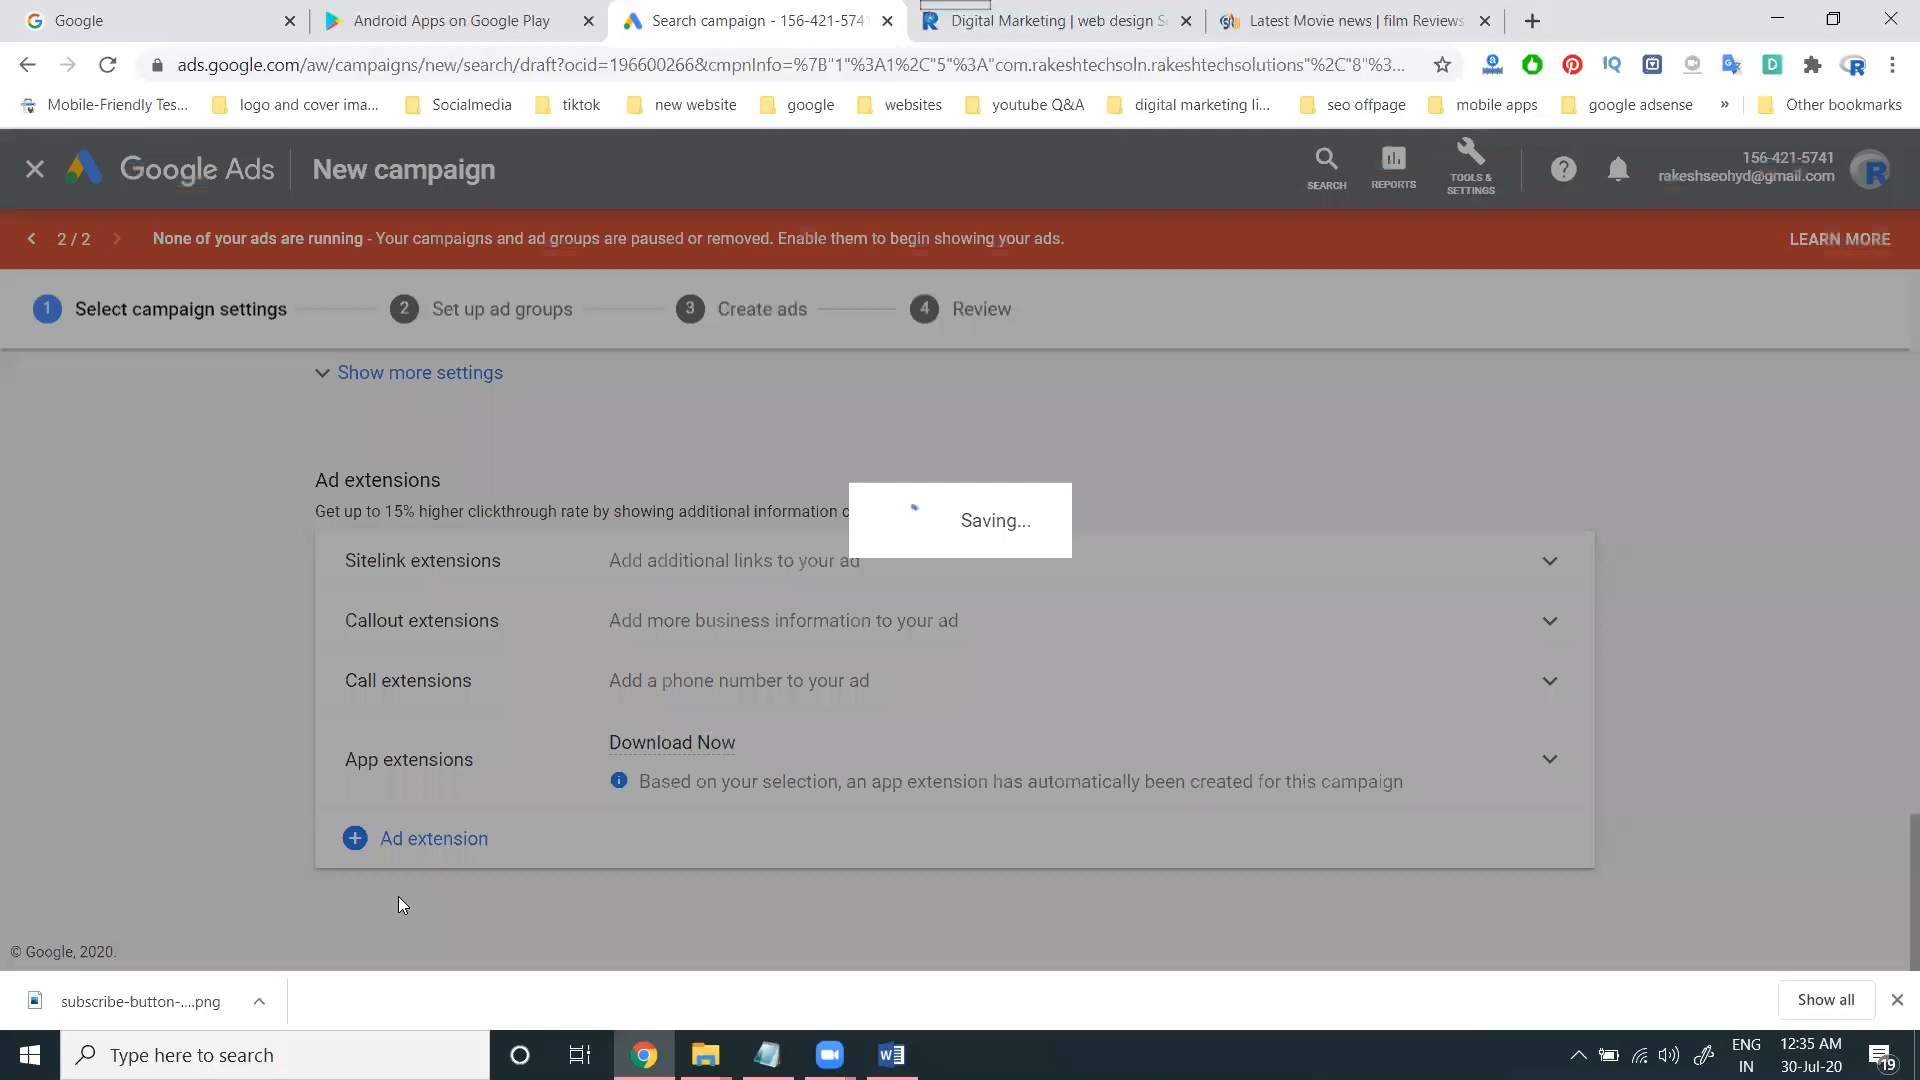 Google
Android Apps on Google Play
Search campaign - 156-421-5741
Digital Marketing | web design S
Latest Movie news | film Reviews
ads.google.com/aw/campaigns/new/search/draft?ocid=196600266&cmpnInfo=%7B"1"%3A1%2C"5"%3A"com.rakeshtechsoln.rakeshtechsolutions"%2C"8"%3...
Mobile-Friendly Tes...
logo and cover ima...
Socialmedia
tiktok
new website
google
websites
youtube Q&A
digital marketing li...
seo offpage
mobile apps
google adsense
»
Other bookmarks
Google Ads
New campaign
SEARCH
REPORTS
TOOLS & SETTINGS
156-421-5741
rakeshseohyd@gmail.com
2 / 2
None of your ads are running - Your campaigns and ad groups are paused or removed. Enable them to begin showing your ads.
LEARN MORE
1 Select campaign settings
2 Set up ad groups
3 Create ads
4 Review
Show more settings
Ad extensions
Get up to 15% higher clickthrough rate by showing additional information
Saving...
Sitelink extensions
Add additional links to your ad
Callout extensions
Add more business information to your ad
Call extensions
Add a phone number to your ad
App extensions
Download Now
Based on your selection, an app extension has automatically been created for this campaign
Ad extension
© Google, 2020.
subscribe-button-....png
Show all
Type here to search
ENG
IN
12:35 AM
30-Jul-20
19